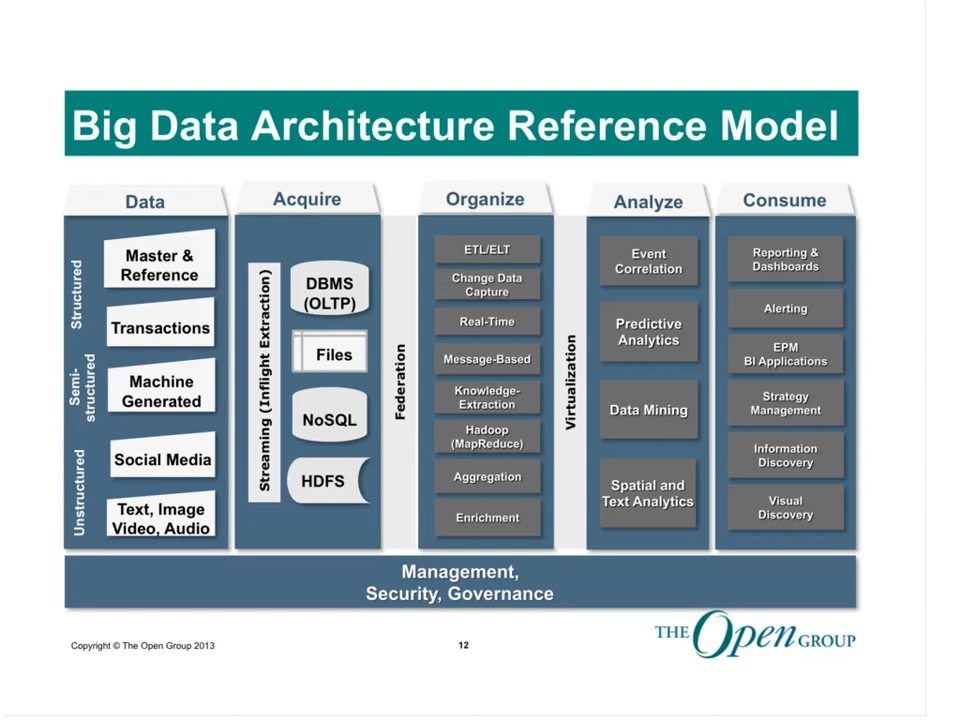 Big Data Architecture Reference Model
Data
Structured
Semi-
structured
Unstructured
Master &
Reference
Transactions
Machine
Generated
Social Media
Text, Image
Video, Audio
Acquire
Streaming (Inflight Extraction)
DBMS
(OLTP)
Files
NoSQL
HDFS
Federation
Organize
ETL/ELT
Change Data
Capture
Real-Time
Message-Based
Knowledge-
Extraction
Hadoop
(MapReduce)
Aggregation
Enrichment
Virtualization
Analyze
Event
Correlation
Predictive
Analytics
Data Mining
Spatial and
Text Analytics
Consume
Reporting &
Dashboards
Alerting
EPM
BI Applications
Strategy
Management
Information
Discovery
Visual
Discovery
Management,
Security, Governance
Copyright © The Open Group 2013
12
THE Open GROUP